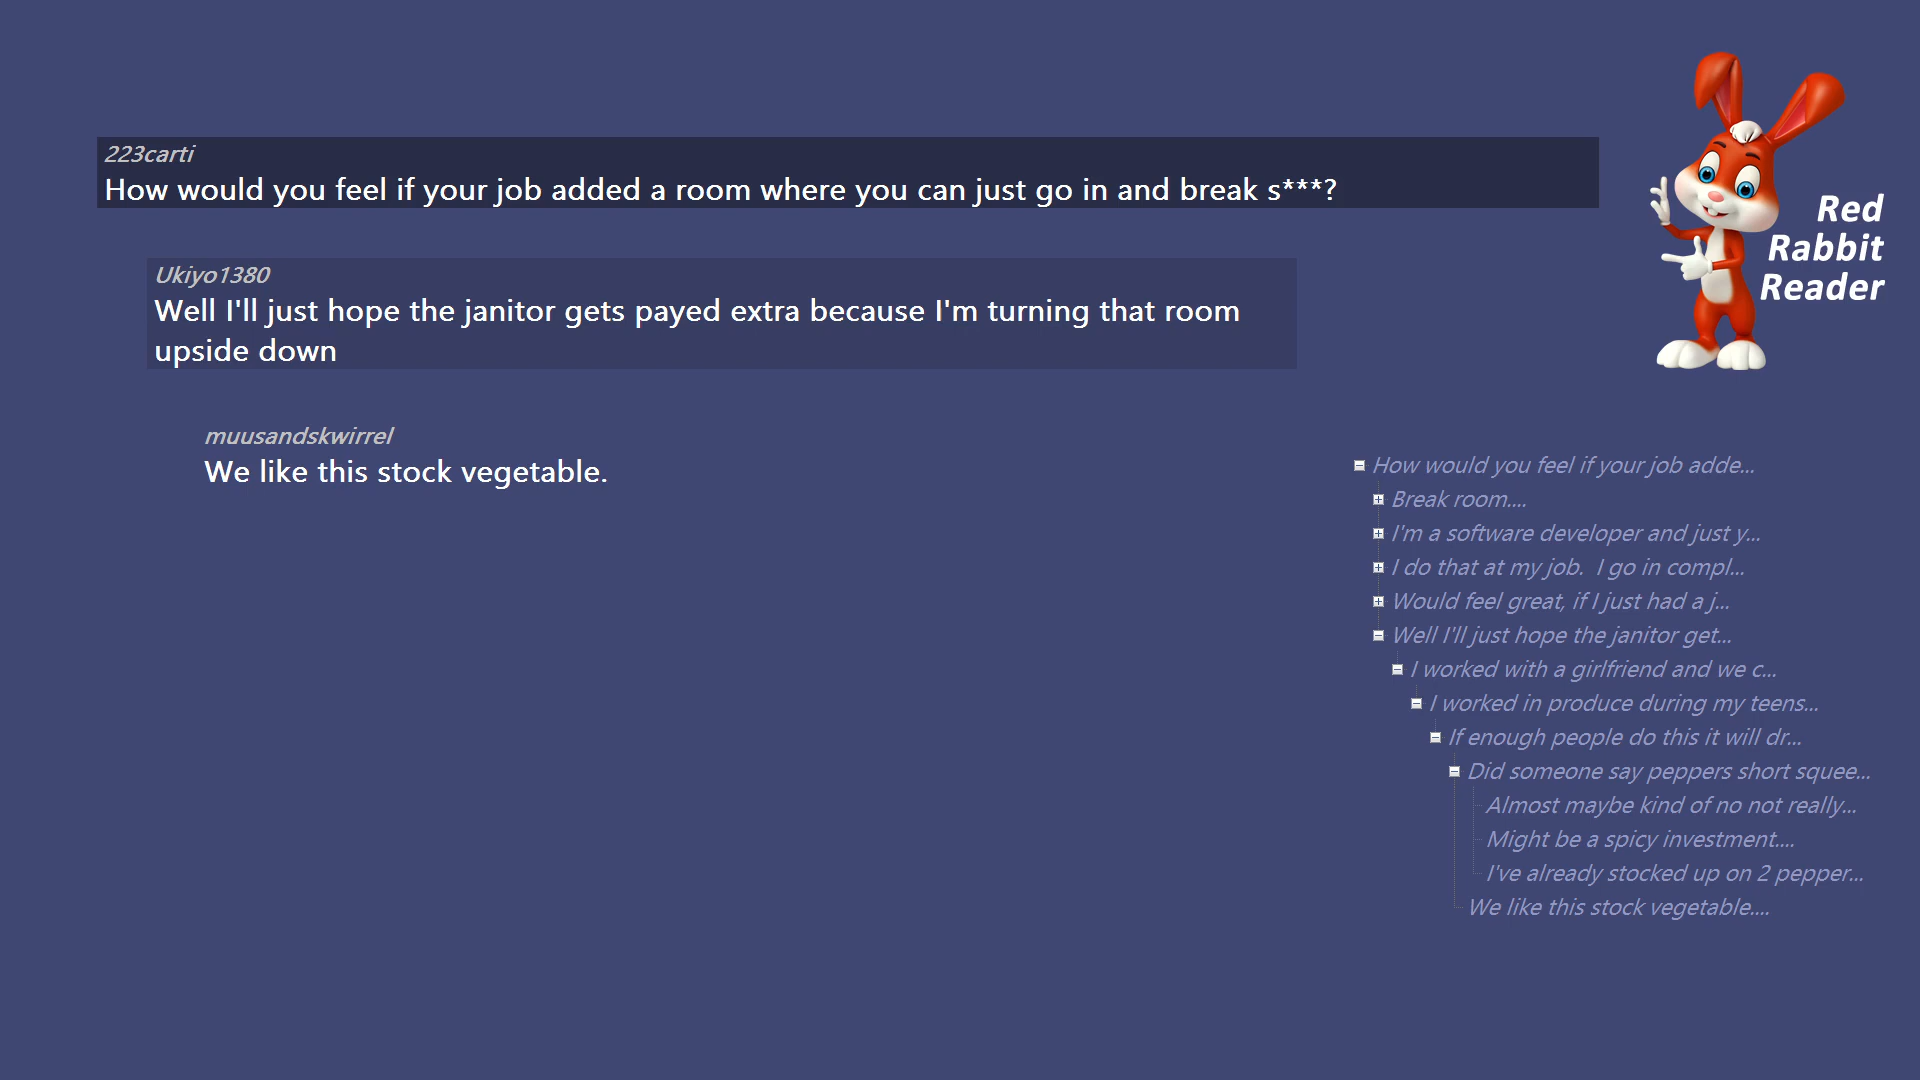 223carti
How would you feel if your job added a room where you can just go in and break s***?
Ukiyo1380
Well I'll just hope the janitor gets payed extra because I'm turning that room
upside down
muusandskwirrel
We like this stock vegetable.
Red
Rabbit
Reader
How would you feel if your job adde...
Break room....
I'm a software developer and just y...
I do that at my job.  I go in compl...
Would feel great, if I just had a j...
Well I'll just hope the janitor get...
I worked with a girlfriend and we c...
I worked in produce during my teens...
If enough people do this it will dr...
Did someone say peppers short squee...
Almost maybe kind of no not really...
Might be a spicy investment....
I've already stocked up on 2 pepper...
We like this stock vegetable....